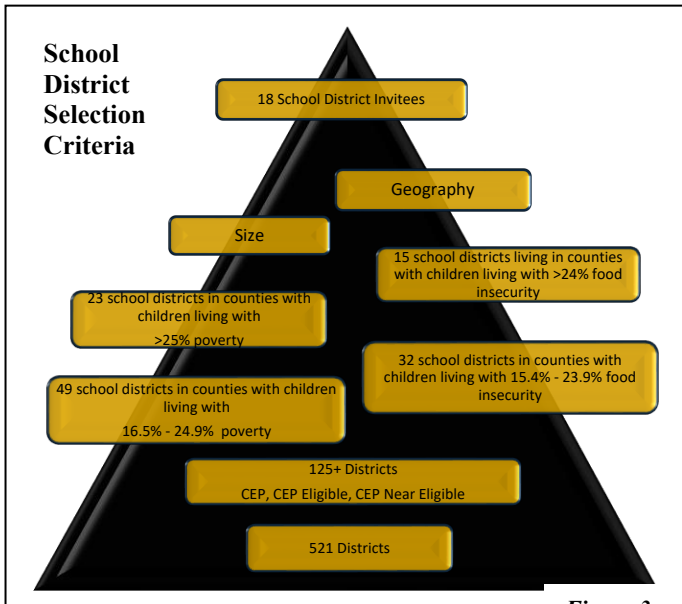 School
District
Selection
Criteria
18 School District Invitees
Geography
Size
15 school districts living in counties
with children living with >24% food
insecurity
23 school districts in counties with
children living with
>25% poverty
32 school districts in counties with
children living with 15.4% - 23.9% food
insecurity
49 school districts in counties with children
living with
16.5% - 24.9% poverty
125+ Districts
CEP, CEP Eligible, CEP Near Eligible
521 Districts